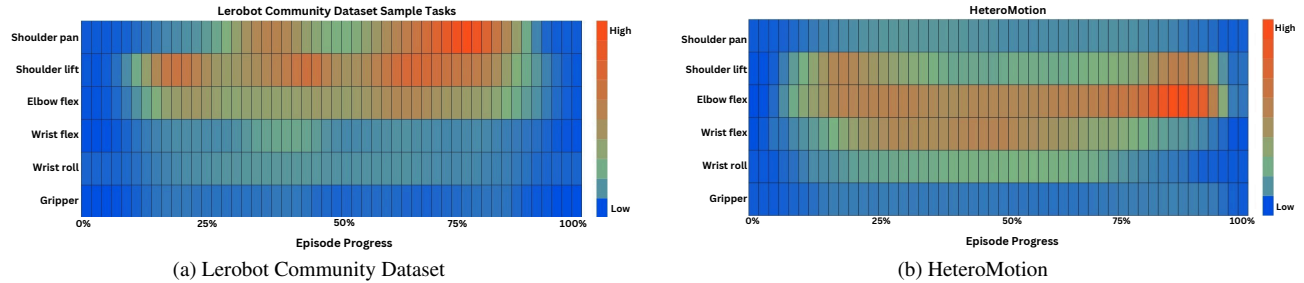 Lerobot Community Dataset Sample Tasks
Shoulder pan
Shoulder lift
Elbow flex
Wrist flex
Wrist roll
Gripper
0% 25% 50% 75% 100%
Episode Progress
High
Low
(a) Lerobot Community Dataset
HeteroMotion
Shoulder pan
Shoulder lift
Elbow flex
Wrist flex
Wrist roll
Gripper
0% 25% 50% 75% 100%
Episode Progress
High
Low
(b) HeteroMotion